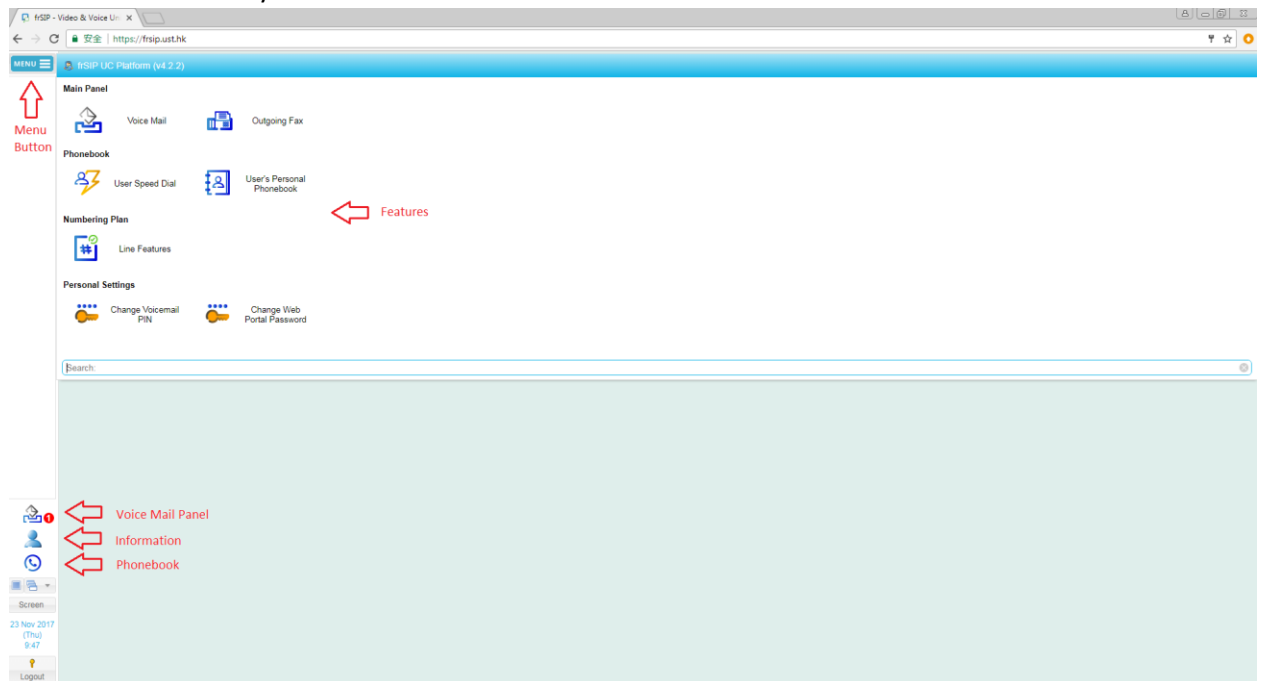 frSIP - Video & Voice Un
安全 | https://frsip.ust.hk
MENU
frSIP UC Platform (v4.2.2)
Menu
Button
Main Panel
Voice Mail
Outgoing Fax
Phonebook
User Speed Dial
User's Personal
Phonebook
Features
Numbering Plan
Line Features
Personal Settings
Change Voicemail
PIN
Change Web
Portal Password
Search:
1
Voice Mail Panel
Information
Phonebook
Screen
23 Nov 2017
(Thu)
9:47
Logout